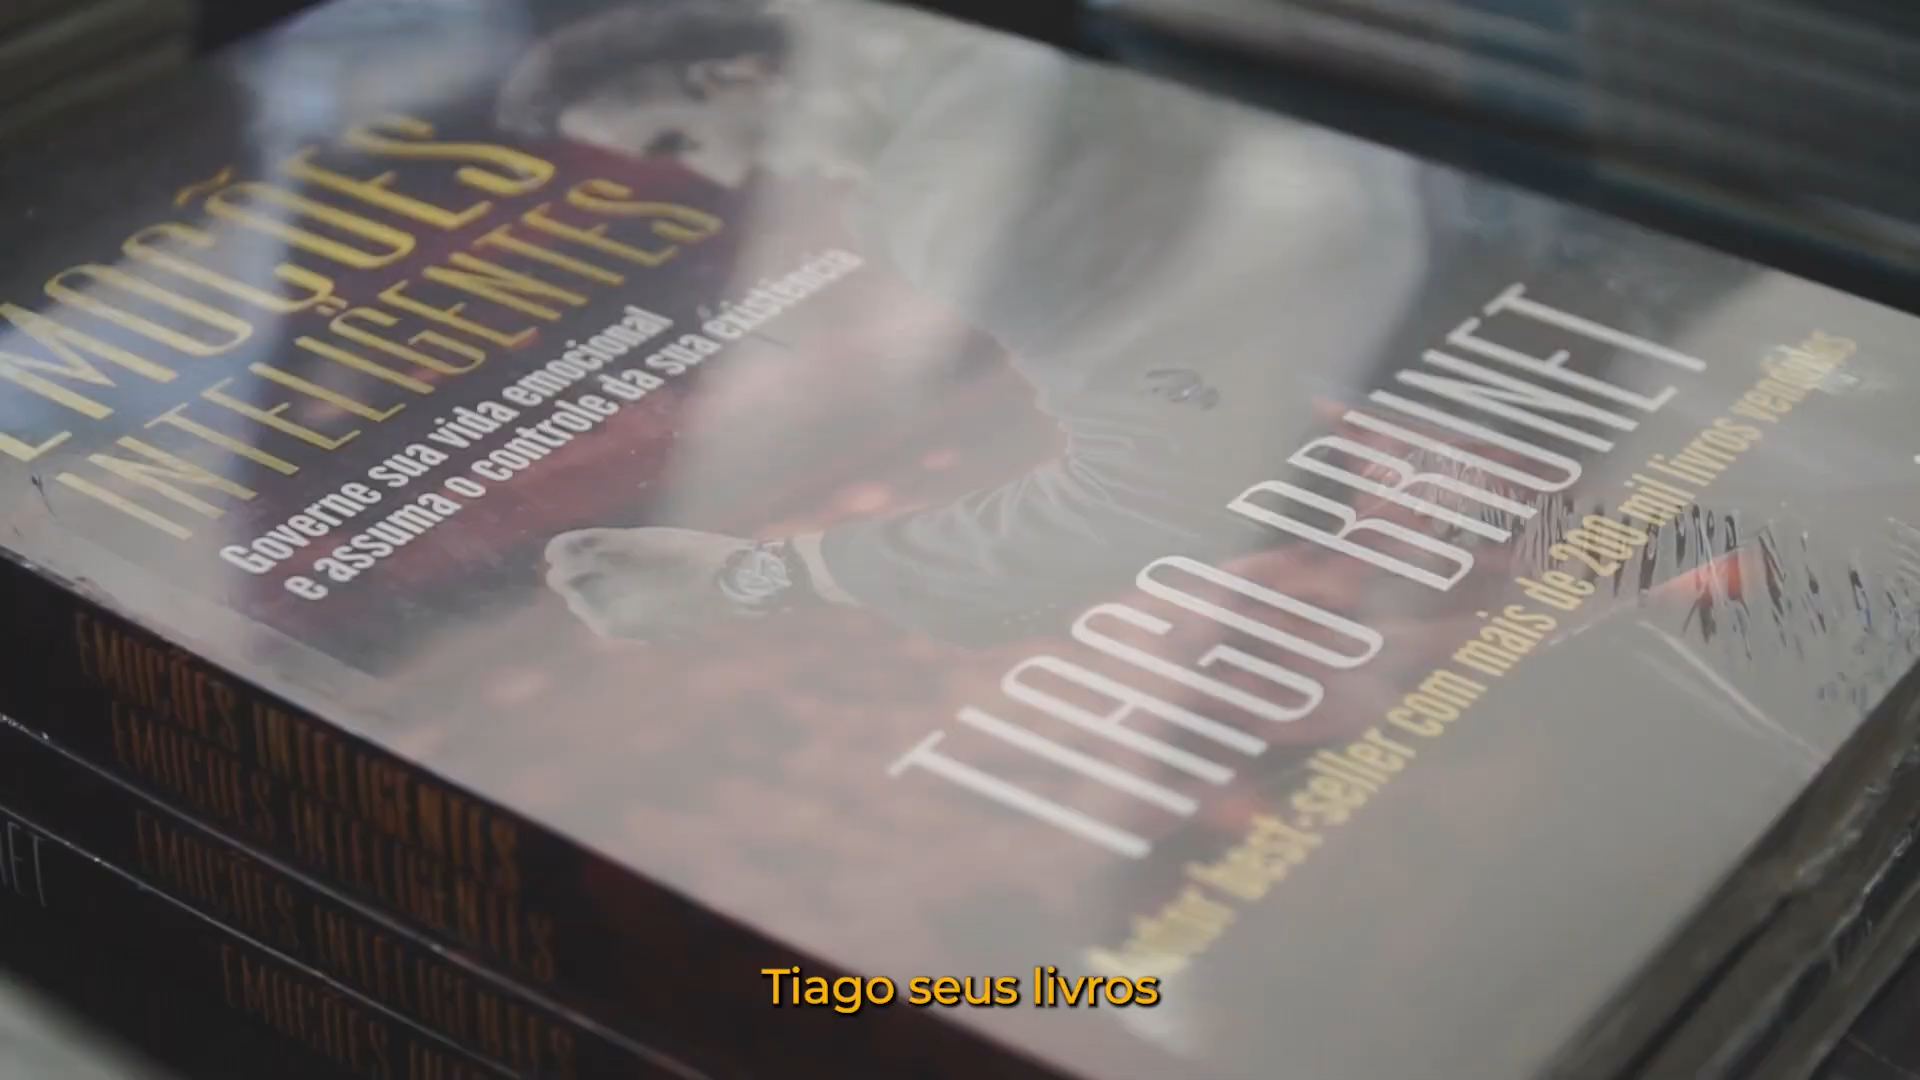 EMOÇÕES
INTELIGENTES
Governe sua vida emocional
e assuma o controle da sua existência
TIAGO BRUNET
Autor best-seller com mais de 200 mil livros vendidos
EMOÇÕES INTELIGENTES
EMOÇÕES INTELIGENTES
EMOÇÕES INTELIGENTES
EMOÇÕES INTELIGENTES
Tiago seus livros